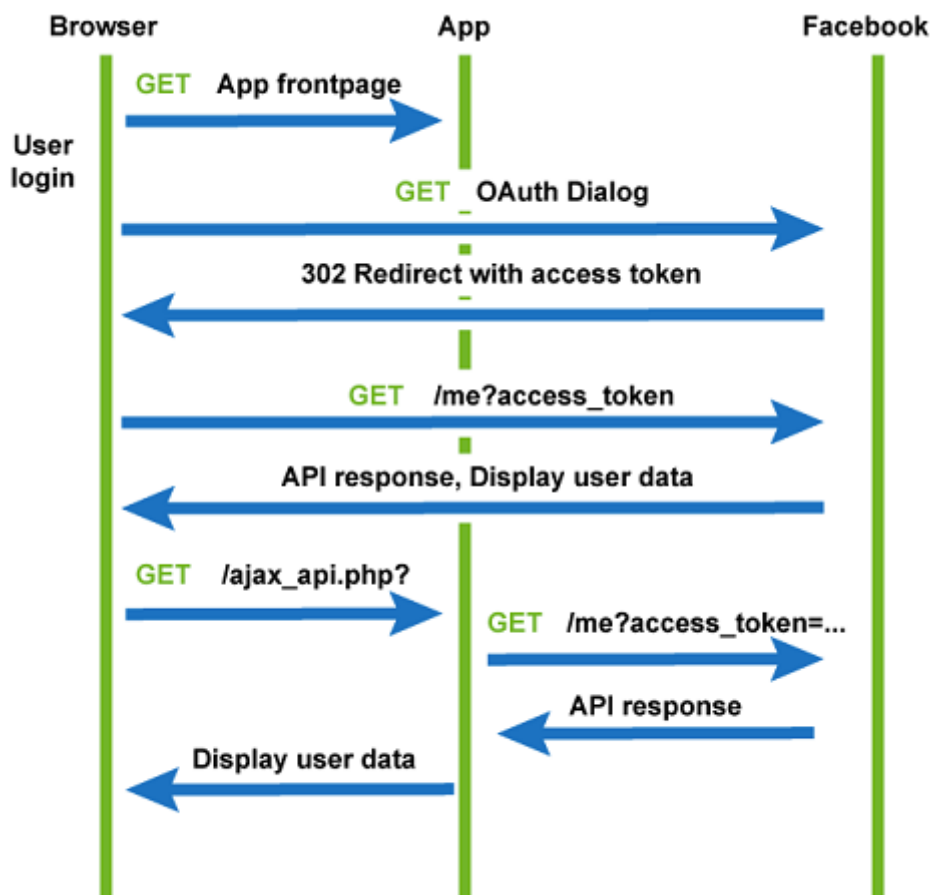 Browser App Facebook
GET App frontpage
User
login
GET OAuth Dialog
302 Redirect with access token
GET /me?access_token
API response, Display user data
GET /ajax_api.php?
GET /me?access_token=...
API response
Display user data